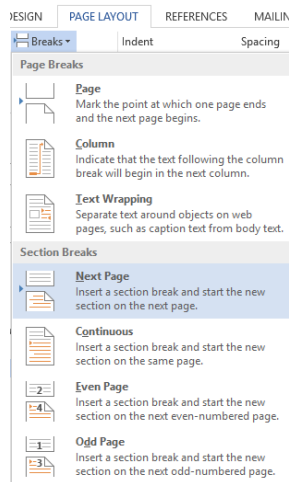 DESIGN PAGE LAYOUT REFERENCES MAILIN
Breaks Indent Spacing
Page Breaks
Page
Mark the point at which one page ends
and the next page begins.
Column
Indicate that the text following the column
break will begin in the next column.
Text Wrapping
Separate text around objects on web
pages, such as caption text from body text.
Section Breaks
Next Page
Insert a section break and start the new
section on the next page.
Continuous
Insert a section break and start the new
section on the same page.
Even Page
2
4
Insert a section break and start the new
section on the next even-numbered page.
Odd Page
1
3
Insert a section break and start the new
section on the next odd-numbered page.